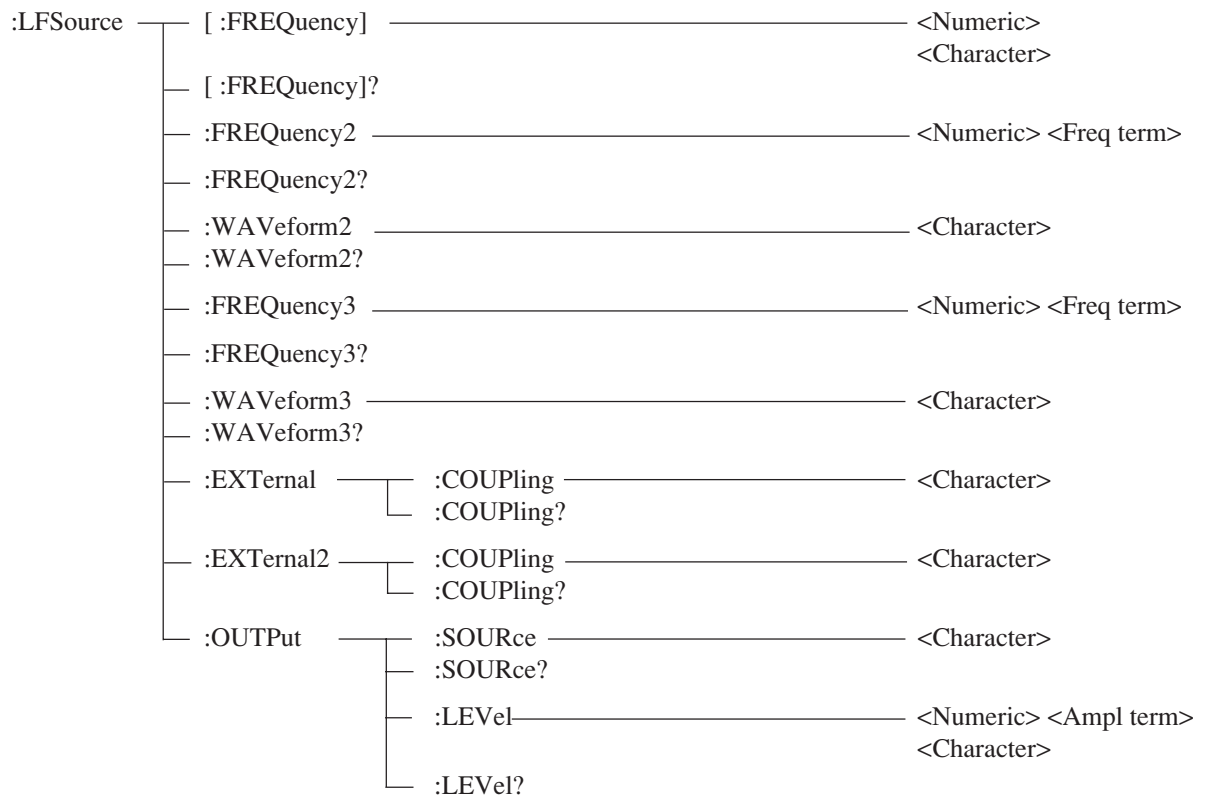 :LFSource [ :FREQuency] <Numeric>
<Character>
[ :FREQuency]?
:FREQuency2 <Numeric> <Freq term>
:FREQuency2?
:WAVeform2 <Character>
:WAVeform2?
:FREQuency3 <Numeric> <Freq term>
:FREQuency3?
:WAVeform3 <Character>
:WAVeform3?
:EXTernal :COUPling <Character>
:COUPling?
:EXTernal2 :COUPling <Character>
:COUPling?
:OUTPut :SOURce <Character>
:SOURce?
:LEVel <Numeric> <Ampl term>
<Character>
:LEVel?